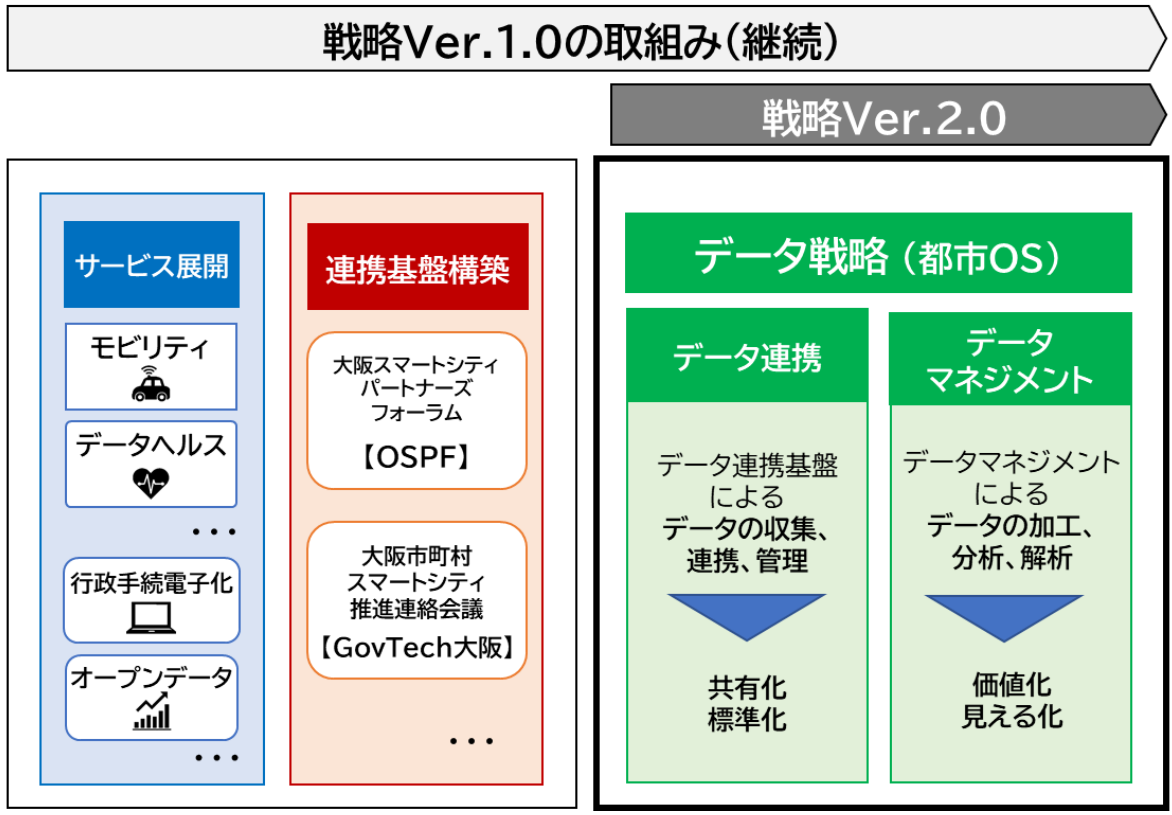 戦略Ver.1.0の取組み(継続)
戦略Ver.2.0
サービス展開
モビリティ
データヘルス
・・・
行政手続電子化
オープンデータ
・・・
連携基盤構築
大阪スマートシティ
パートナーズ
フォーラム
【OSPF】
大阪市町村
スマートシティ
推進連絡会議
【GovTech大阪】
・・・
データ戦略(都市OS)
データ連携
データ連携基盤
による
データの収集、
連携、管理
共有化
標準化
データ
マネジメント
データマネジメント
による
データの加工、
分析、解析
価値化
見える化